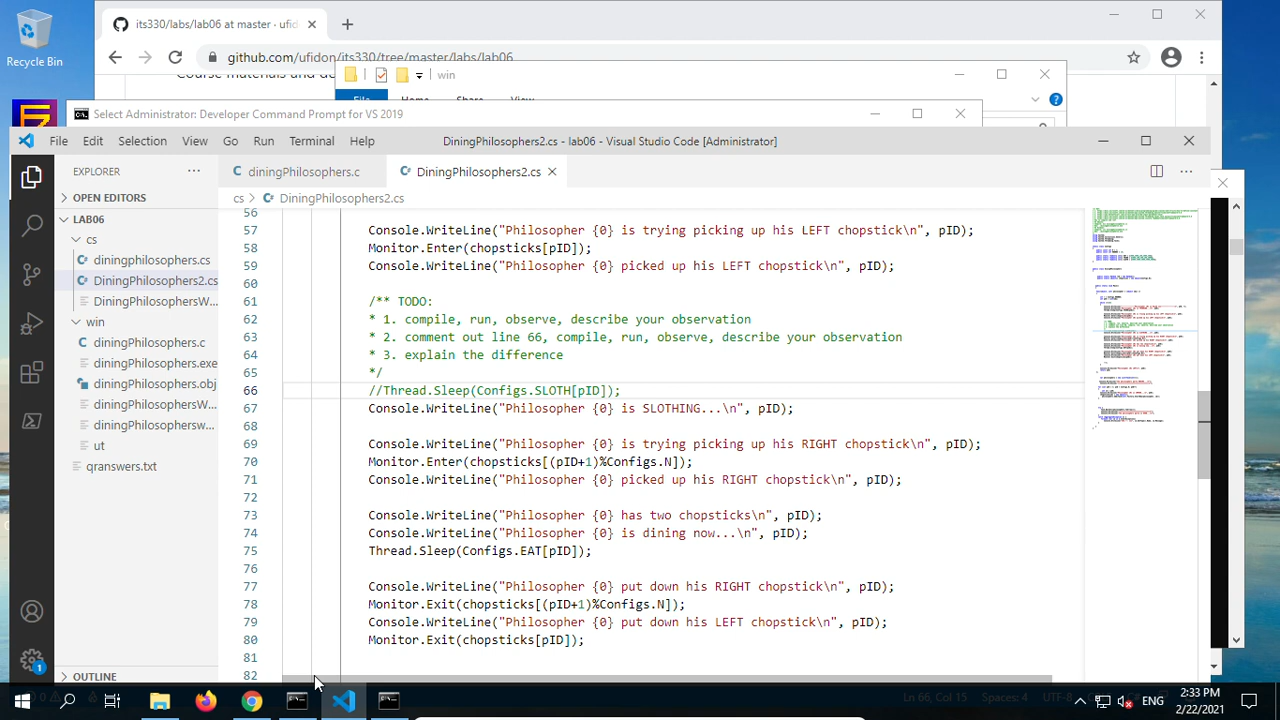 Recycle Bin
its330/labs/lab06 at master · ufid
github.com/ufidon/its330/tree/master/labs/lab06
win
File Home Share View
Select Administrator: Developer Command Prompt for VS 2019
File Edit Selection View Go Run Terminal Help
DiningPhilosophers2.cs - lab06 - Visual Studio Code [Administrator]
EXPLORER
diningPhilosophers.c
DiningPhilosophers2.cs
OPEN EDITORS
cs > DiningPhilosophers2.cs
LAB06
cs
diningPhilosophers.cs
DiningPhilosophers2.cs
DiningPhilosophersW...
win
diningPhilosophers.c
diningPhilosophers.exe
diningPhilosophers.obj
diningPhilosophersW...
diningPhilosophersw...
ut
qranswers.txt
OUTLINE
56
57 Console.WriteLine("Philosopher {0} is trying picking up his LEFT chopstick\n", pID);
58 Monitor.Enter(chopsticks[pID]);
59 Console.WriteLine("Philosopher {0} picked up his LEFT chopstick\n", pID);
60
61 /** TODO:
62 * 1. compile, run, observe, describe your observation
63 * 2. comment out line 66, compile, run, observe, describe your observation
64 * 3. explain the difference
65 */
66 //Thread.Sleep(Configs.SLOTH[pID]);
67 Console.WriteLine("Philosopher {0} is SLOTHING...\n", pID);
68
69 Console.WriteLine("Philosopher {0} is trying picking up his RIGHT chopstick\n", pID);
70 Monitor.Enter(chopsticks[(pID+1)%Configs.N]);
71 Console.WriteLine("Philosopher {0} picked up his RIGHT chopstick\n", pID);
72
73 Console.WriteLine("Philosopher {0} has two chopsticks\n", pID);
74 Console.WriteLine("Philosopher {0} is dining now...\n", pID);
75 Thread.Sleep(Configs.EAT[pID]);
76
77 Console.WriteLine("Philosopher {0} put down his RIGHT chopstick\n", pID);
78 Monitor.Exit(chopsticks[(pID+1)%Configs.N]);
79 Console.WriteLine("Philosopher {0} put down his LEFT chopstick\n", pID);
80 Monitor.Exit(chopsticks[pID]);
81
82
1
Ln 66, Col 15 Spaces: 4
ENG
2:33 PM
2/22/2021